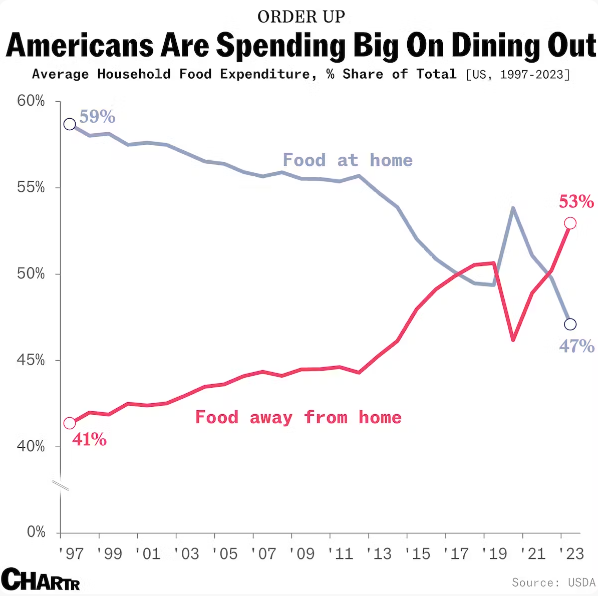 ORDER UP
Americans Are Spending Big On Dining Out
Average Household Food Expenditure, % Share of Total [US, 1997-2023]
60%
59%
Food at home
55%
53%
50%
47%
45%
Food away from home
41%
40%
0%
'97 '99 '01 '03 '05 '07 '09 '11 '13 '15 '17 '19 '21 '23
CHARTR
Source: USDA